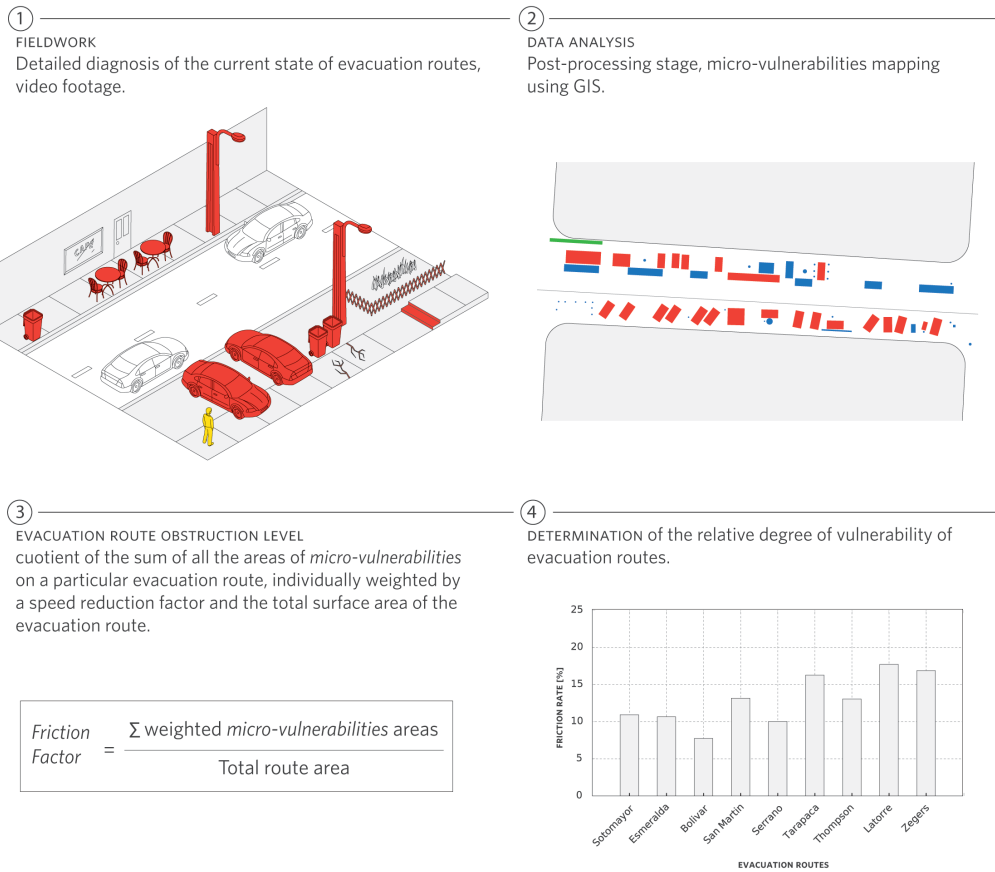 1
FIELDWORK
Detailed diagnosis of the current state of evacuation routes,
video footage.
CAFE
2
DATA ANALYSIS
Post-processing stage, micro-vulnerabilities mapping
using GIS.
3
EVACUATION ROUTE OBSTRUCTION LEVEL
cuotient of the sum of all the areas of micro-vulnerabilities
on a particular evacuation route, individually weighted by
a speed reduction factor and the total surface area of the
evacuation route.
Friction
Factor
=
∑ weighted micro-vulnerabilities areas
Total route area
4
DETERMINATION of the relative degree of vulnerability of
evacuation routes.
FRICTION RATE [%]
25
20
15
10
5
0
Sotomayor
Esmeralda
Bolivar
San Martin
Serrano
Tarapaca
Thompson
Latorre
Zegers
EVACUATION ROUTES